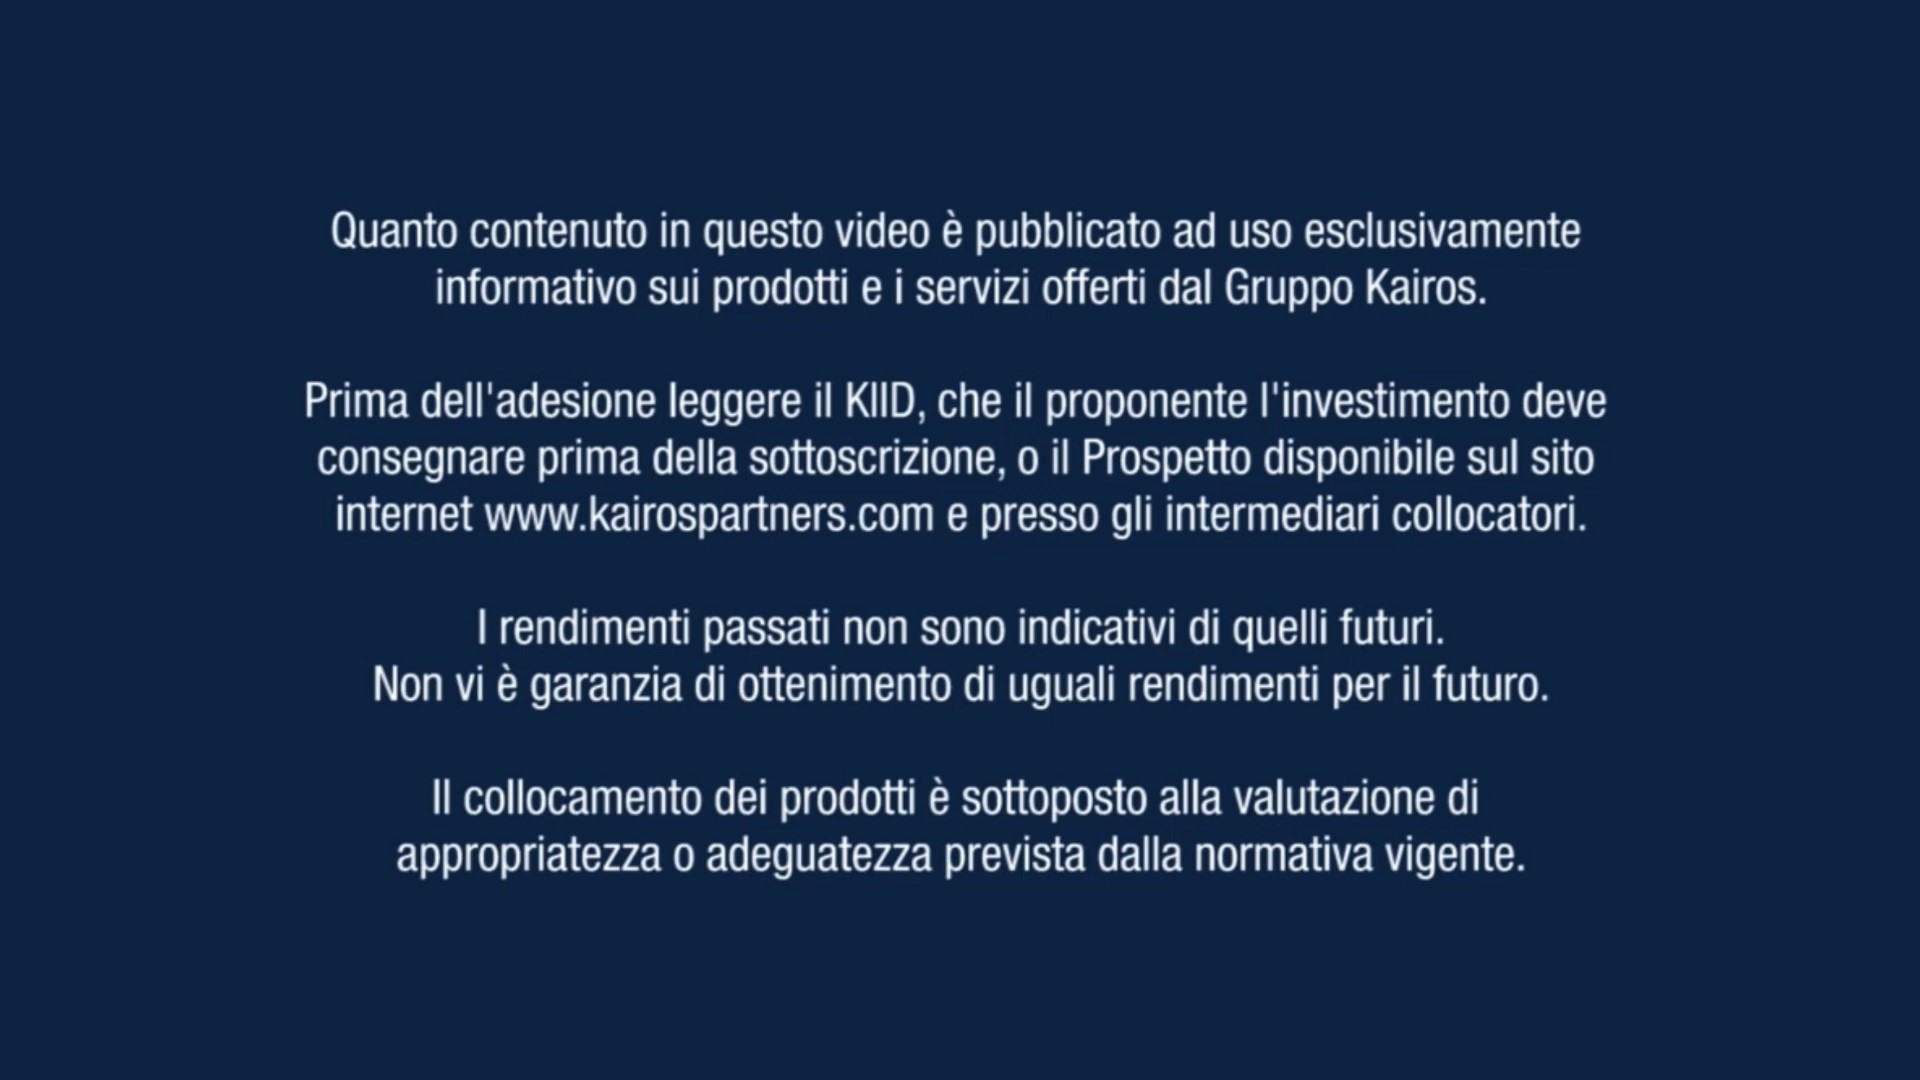 Quanto contenuto in questo video è pubblicato ad uso esclusivamente
informativo sui prodotti e i servizi offerti dal Gruppo Kairos.
Prima dell'adesione leggere il KIID, che il proponente l'investimento deve
consegnare prima della sottoscrizione, o il Prospetto disponibile sul sito
internet www.kairospartners.com e presso gli intermediari collocatori.
I rendimenti passati non sono indicativi di quelli futuri.
Non vi è garanzia di ottenimento di uguali rendimenti per il futuro.
Il collocamento dei prodotti è sottoposto alla valutazione di
appropriatezza o adeguatezza prevista dalla normativa vigente.